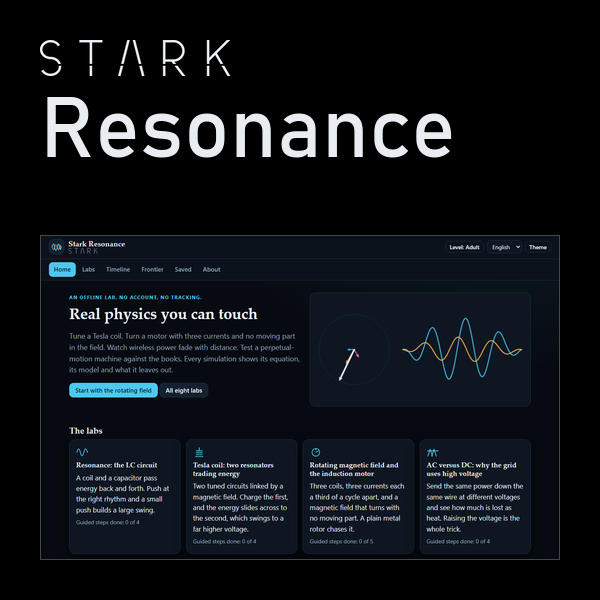 STARK
Resonance
Stark Resonance
STARK
Level: Adult
English
Theme
Home
Labs
Timeline
Frontier
Saved
About
AN OFFLINE LAB. NO ACCOUNT, NO TRACKING.
Real physics you can touch
Tune a Tesla coil. Turn a motor with three currents and no moving part
in the field. Watch wireless power fade with distance. Test a perpetual-
motion machine against the books. Every simulation shows its equation,
its model and what it leaves out.
Start with the rotating field
All eight labs
The labs
Resonance: the LC circuit
A coil and a capacitor pass
energy back and forth. Push at
the right rhythm and a small
push builds a large swing.
Guided steps done: 0 of 4
Tesla coil: two resonators
trading energy
Two tuned circuits linked by a
magnetic field. Charge the first,
and the energy slides across to
the second, which swings to a
far higher voltage.
Guided steps done: 0 of 4
Rotating magnetic field and
the induction motor
Three coils, three currents each
a third of a cycle apart, and a
magnetic field that turns with
no moving part. A plain metal
rotor chases it.
Guided steps done: 0 of 5
AC versus DC: why the grid
uses high voltage
Send the same power down the
same wire at different voltages
and see how much is lost as
heat. Raising the voltage is the
whole trick.
Guided steps done: 0 of 4